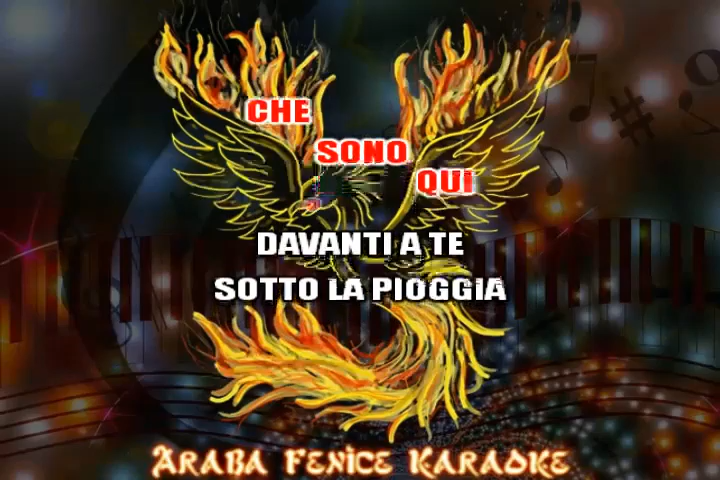 CHE
SONO
QUI
DAVANTI A TE
SOTTO LA PIOGGIA
ARABA FENICE KARAOKE